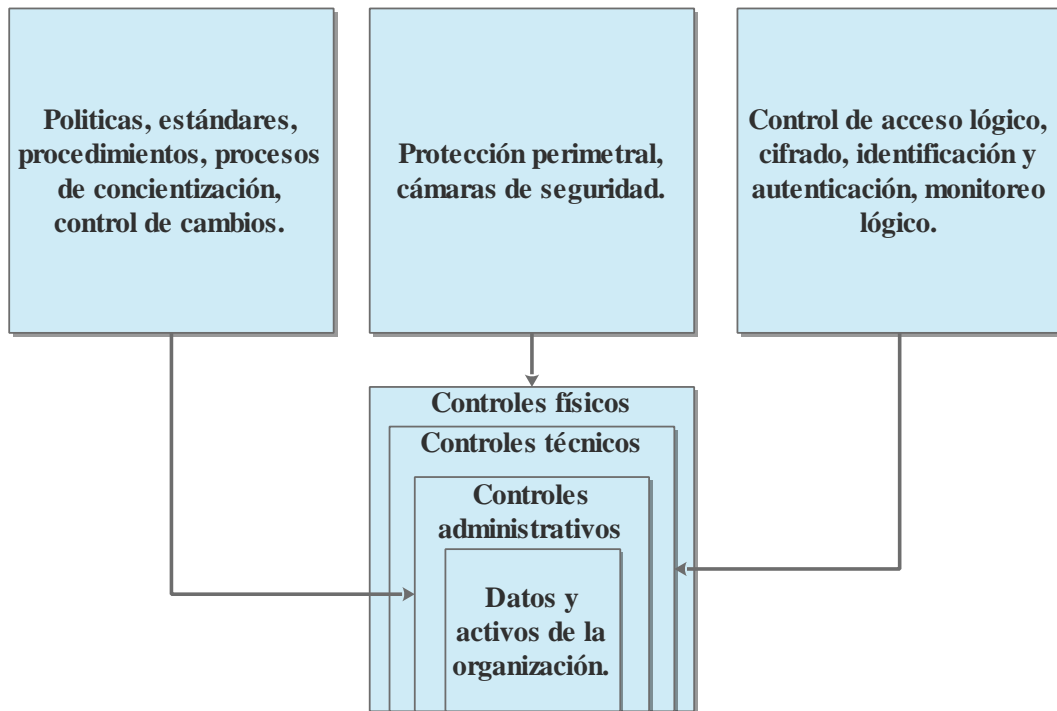 Politicas, estándares,
procedimientos, procesos
de concientización,
control de cambios.
Protección perimetral,
cámaras de seguridad.
Control de acceso lógico,
cifrado, identificación y
autenticación, monitoreo
lógico.
Controles físicos
Controles técnicos
Controles
administrativos
Datos y
activos de la
organización.